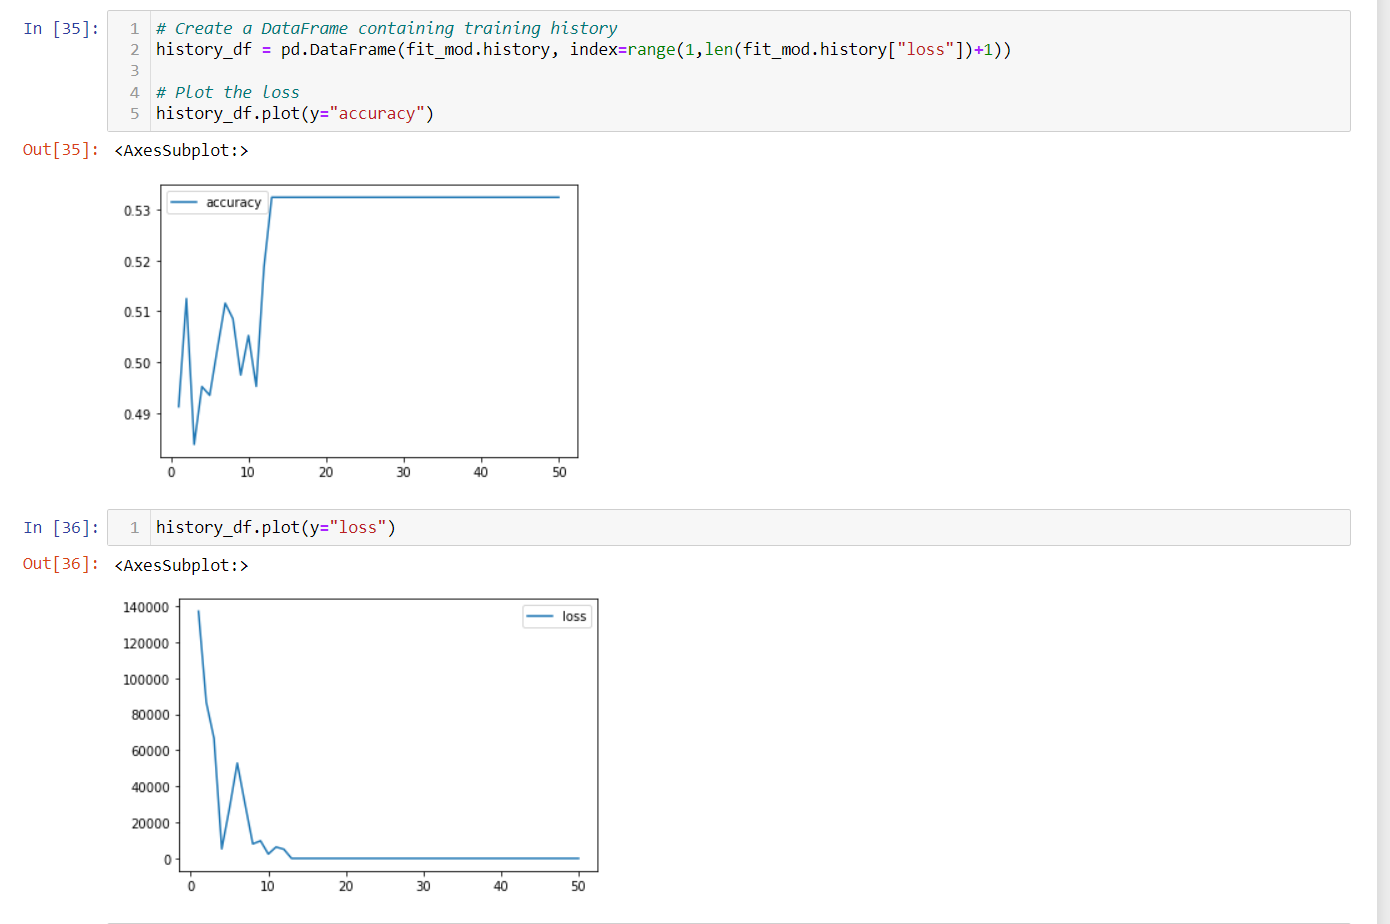 In [35]:
1 # Create a DataFrame containing training history
2 history_df = pd.DataFrame(fit_mod.history, index=range(1,len(fit_mod.history["loss"])+1))
3
4 # Plot the loss
5 history_df.plot(y="accuracy")
Out[35]: <AxesSubplot:>
accuracy
0.53
0.52
0.51
0.50
0.49
0 10 20 30 40 50
In [36]: 1 history_df.plot(y="loss")
Out[36]: <AxesSubplot:>
loss
140000
120000
100000
80000
60000
40000
20000
0
0 10 20 30 40 50